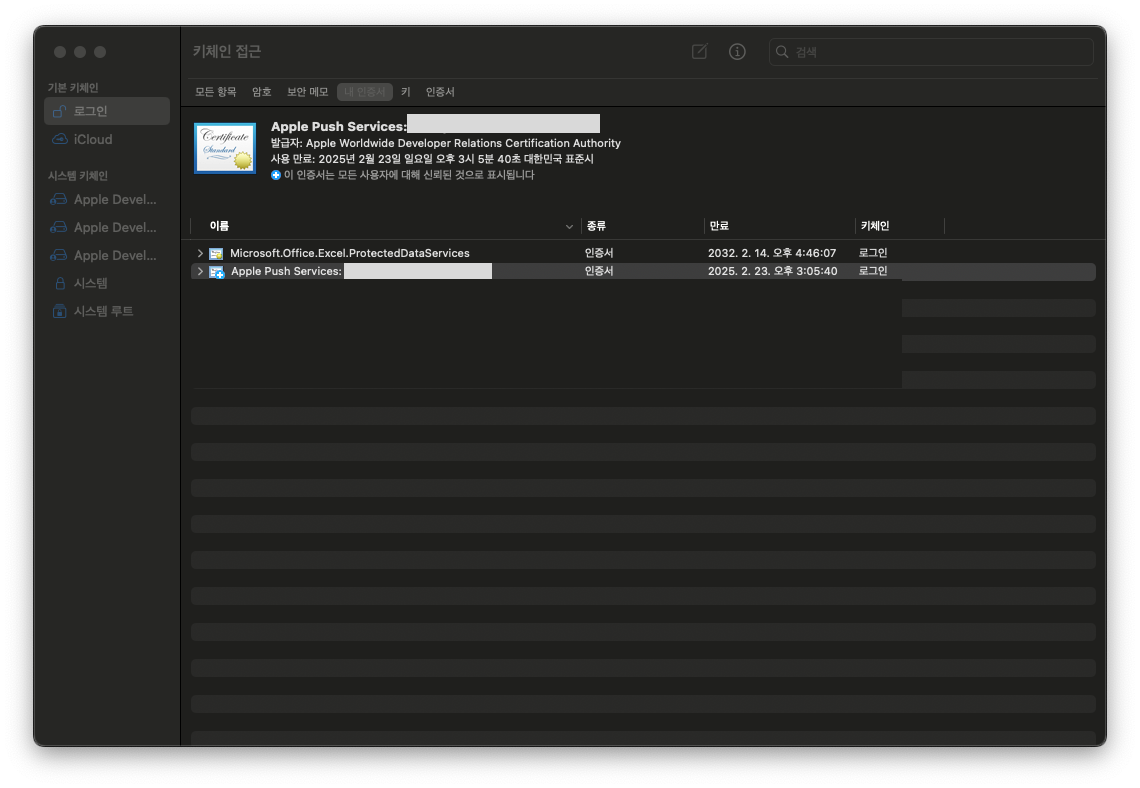 키체인 접근
검색
기본 키체인
로그인
iCloud
시스템 키체인
Apple Devel...
Apple Devel...
Apple Devel...
시스템
시스템 루트
모든 항목 암호 보안 메모 내 인증서 키 인증서
Certificate
Standard
Apple Push Services:
발급자: Apple Worldwide Developer Relations Certification Authority
사용 만료: 2025년 2월 23일 일요일 오후 3시 5분 40초 대한민국 표준시
이 인증서는 모든 사용자에 대해 신뢰된 것으로 표시됩니다
이름 종류 만료 키체인
Microsoft.Office.Excel.ProtectedDataServices 인증서 2032. 2. 14. 오후 4:46:07 로그인
Apple Push Services: 인증서 2025. 2. 23. 오후 3:05:40 로그인